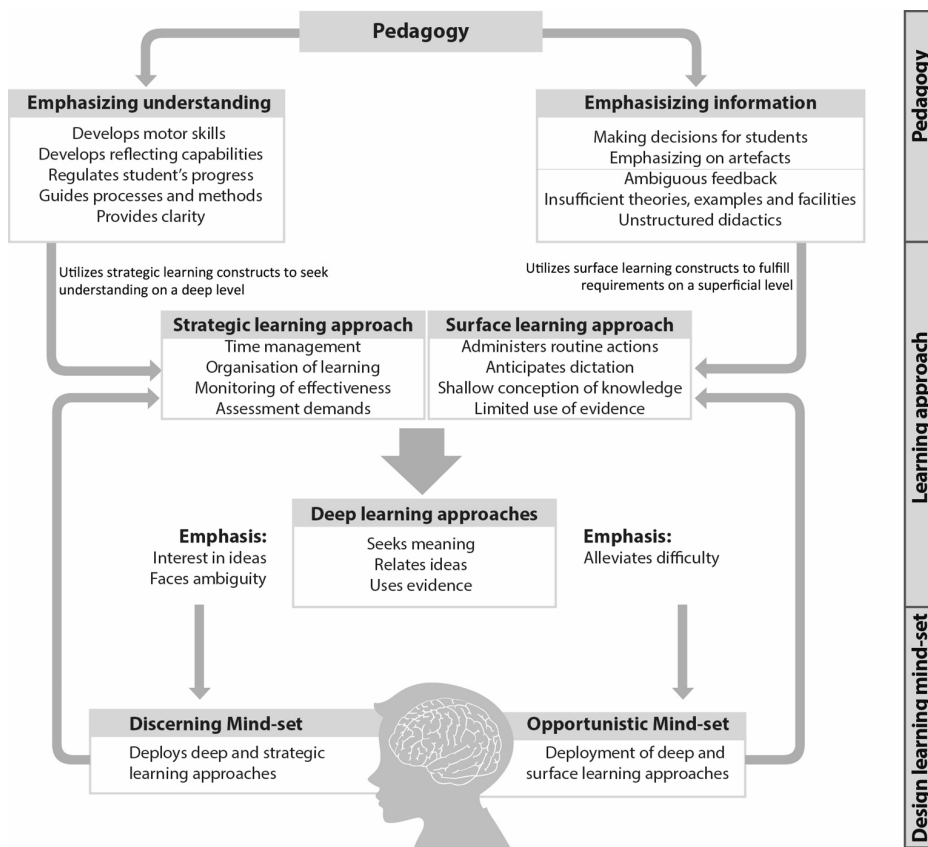 Pedagogy
Emphasizing understanding
Develops motor skills
Develops reflecting capabilities
Regulates student’s progress
Guides processes and methods
Provides clarity
Emphasisizing information
Making decisions for students
Emphasizing on artefacts
Ambiguous feedback
Insufficient theories, examples and facilities
Unstructured didactics
Utilizes strategic learning constructs to seek
understanding on a deep level
Utilizes surface learning constructs to fulfill
requirements on a superficial level
Strategic learning approach
Time management
Organisation of learning
Monitoring of effectiveness
Assessment demands
Surface learning approach
Administers routine actions
Anticipates dictation
Shallow conception of knowledge
Limited use of evidence
Deep learning approaches
Seeks meaning
Relates ideas
Uses evidence
Emphasis:
Interest in ideas
Faces ambiguity
Emphasis:
Alleviates difficulty
Discerning Mind-set
Deploys deep and strategic
learning approaches
Opportunistic Mind-set
Deployment of deep and
surface learning approaches
Pedagogy
Learning approach
Design learning mind-set